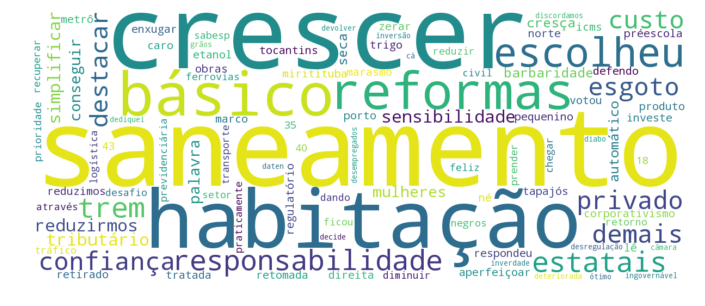 crescer
discordamos
metrô
enxugar
sabesp
zerar
cresça
icms
préescola
devolver
inversão
custo
caro
grãos
etanol
cá
reduzir
norte
simplificar
conseguir
destacar
tocantins
seca
trigo
escolheu
recuperar
prioridade
obras
ferrovias
miritituba
marasmo
civil
barbaridade
defendo
básico
reformas
esgoto
dediquei
marco
porto
sensibilidade
pequenino
votou
produto
investe
automático
43
logística
previdenciária
palavra
transporte
35
40
saneamento
desempregados
feliz
prender
chegar
18
diabo
reduzimos
desafio
setor
regulatório
daten
mulheres
né
tapajós
privado
através
trem
praticamente
habitação
dando
negros
corporativismo
reduzirmos
ficou
decide
respondeu
retorno
demais
tributário
tráfico
desregulação
lê
câmara
confiança
responsabilidade
inverdade
estatais
retirado
tratada
retomada
direita
diminuir
aperfeiçoar
deteriorada
ótimo
ingovernável